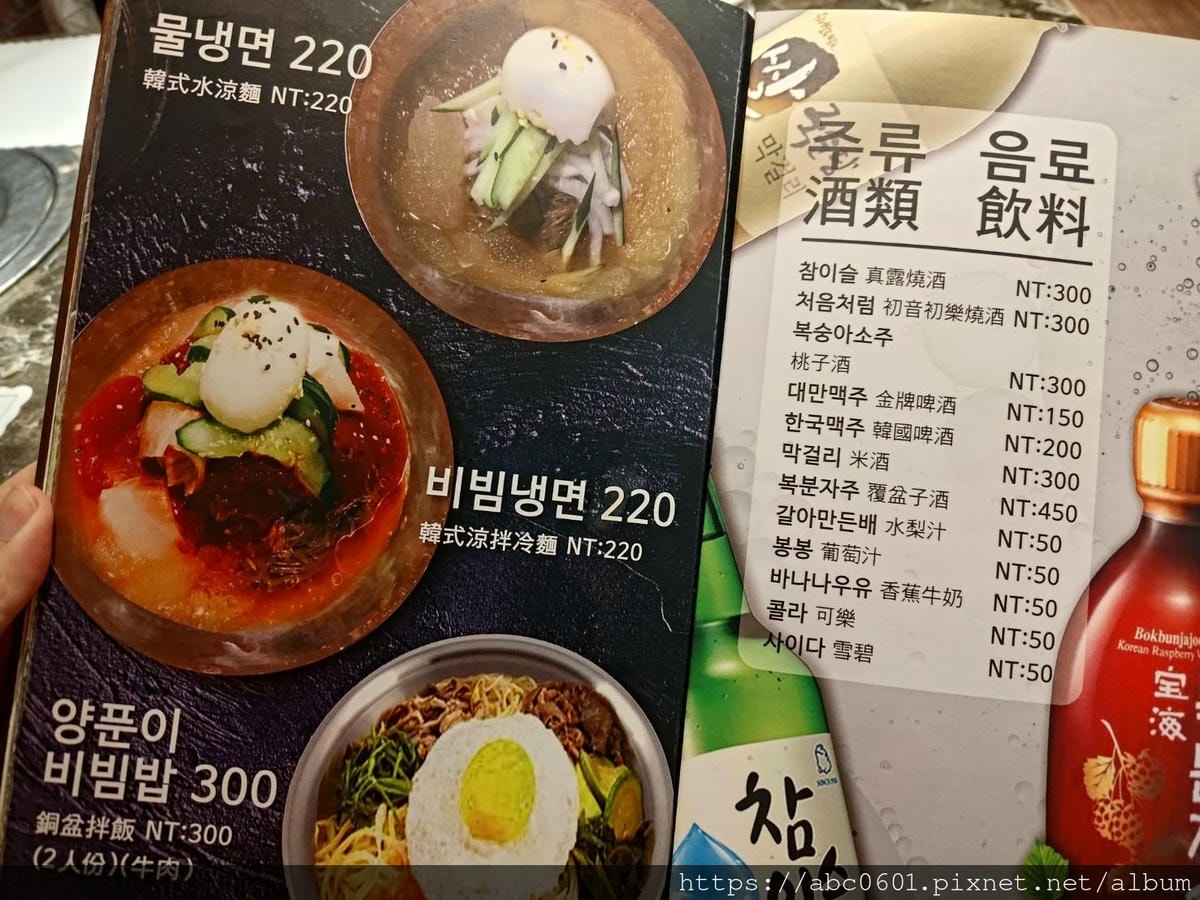 물냉면 220
韓式水涼麵 NT:220
비빔냉면 220
韓式涼拌冷麵 NT:220
양푼이
비빔밥 300
銅盆拌飯 NT:300
(2人份)(牛肉)
막걸리
주류 음료
酒類 飲料
참이슬 真露燒酒 NT:300
처음처럼 初音初樂燒酒 NT:300
복숭아소주
桃子酒 NT:300
대만맥주 金牌啤酒 NT:150
한국맥주 韓國啤酒 NT:200
막걸리 米酒 NT:300
복분자주 覆盆子酒 NT:450
갈아만든배 水梨汁 NT:50
봉봉 葡萄汁 NT:50
바나나우유 香蕉牛奶 NT:50
콜라 可樂 NT:50
사이다 雪碧 NT:50
Bokbunjajoo
Korean Raspberry
宝
海
참
https://abc0601.pixnet.net/album